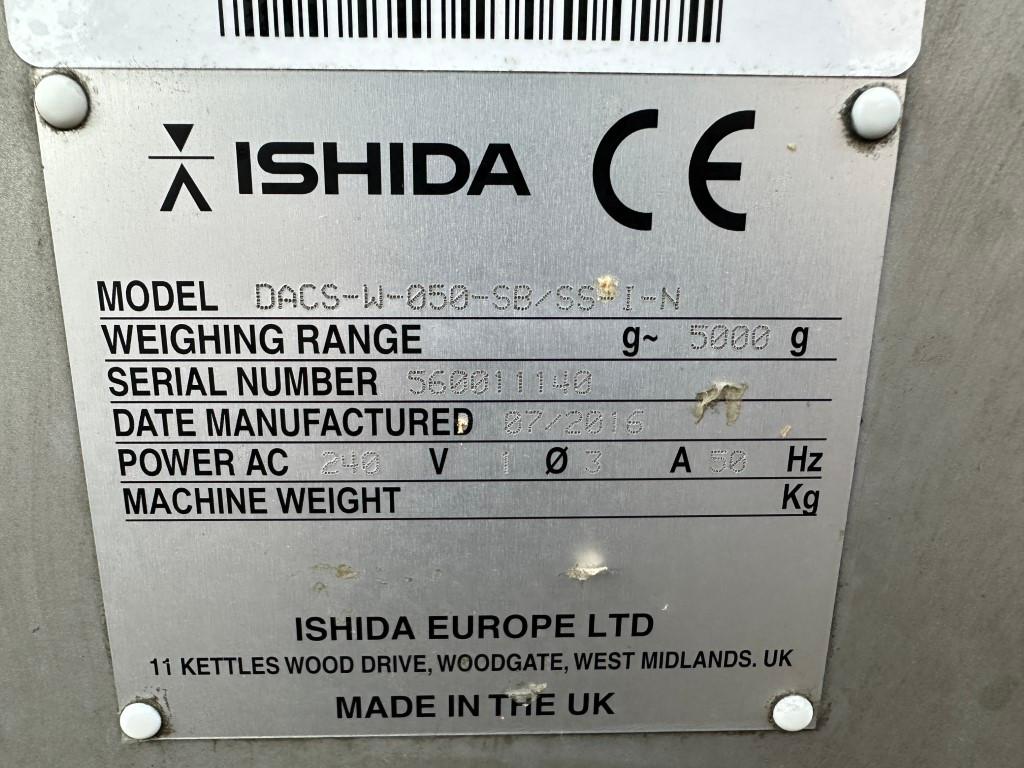 ISHIDA CE
MODEL DACS-W-050-SB/SS-I-N
WEIGHING RANGE g~ 5000 g
SERIAL NUMBER 560011140
DATE MANUFACTURED 07/2016
POWER AC 240 V 1 Ø 3 A 50 Hz
MACHINE WEIGHT Kg
ISHIDA EUROPE LTD
11 KETTLES WOOD DRIVE, WOODGATE, WEST MIDLANDS. UK
MADE IN THE UK